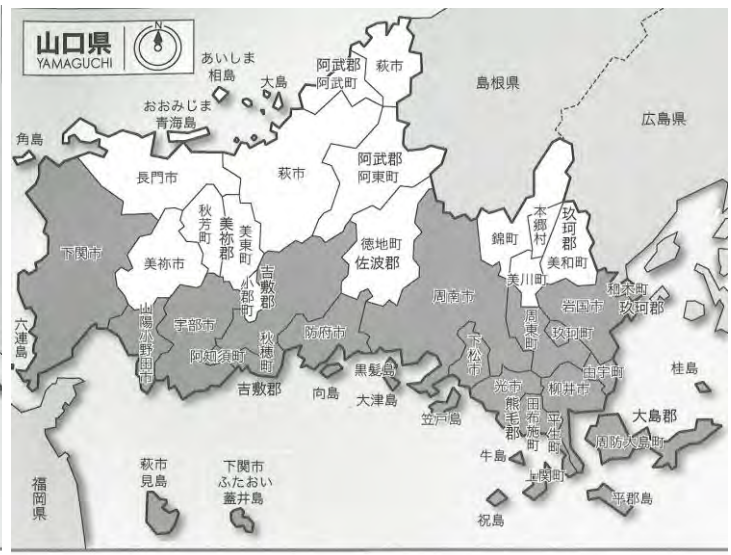 山口県
YAMAGUCHI
N
あいしま
相島
大島
おおみじま
青海島
角島
阿武郡
阿武町
萩市
島根県
広島県
長門市
萩市
阿武郡
阿東町
秋芳町
美祢郡
美東町
美祢市
小郡町
吉敷郡
徳地町
佐波郡
錦町
本郷村
玖珂郡
美和町
美川町
下関市
六連島
山陽小野田市
宇部市
阿知須町
秋穂町
吉敷郡
防府市
周南市
下松市
周東町
岩国市
和木町
玖珂郡
玖珂町
由宇町
光市
熊毛郡
田布施町
平生町
柳井市
向島
黒髪島
大津島
笠戸島
牛島
上関町
祝島
桂島
大島郡
周防大島町
平郡島
福岡県
萩市
見島
下関市
ふたおい
蓋井島